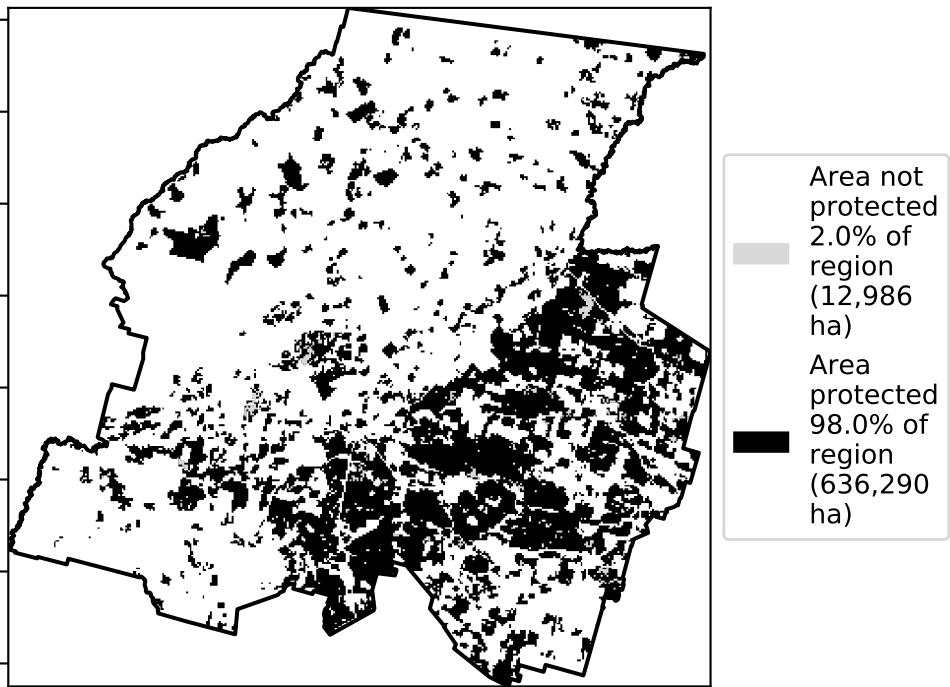 Area not
protected
2.0% of
region
(12,986
ha)
Area
protected
98.0% of
region
(636,290
ha)